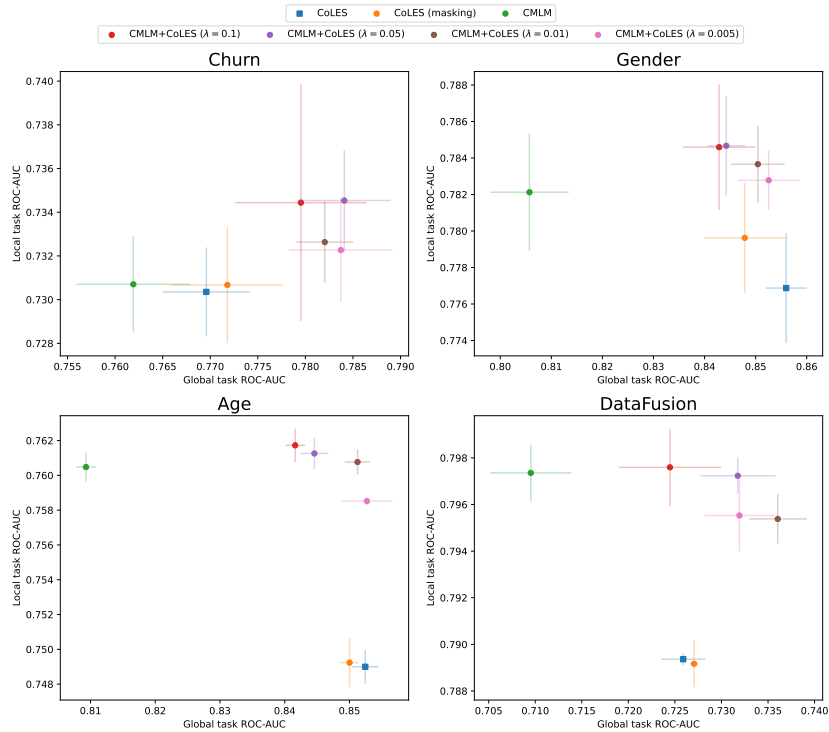 CoLES CoLES (masking) CMLM
CMLM+CoLES (λ = 0.1) CMLM+CoLES (λ = 0.05) CMLM+CoLES (λ = 0.01) CMLM+CoLES (λ = 0.005)
Churn
0.740
0.738
0.736
0.734
0.732
0.730
0.728
Local task ROC-AUC
0.755 0.760 0.765 0.770 0.775 0.780 0.785 0.790
Global task ROC-AUC
Gender
0.788
0.786
0.784
0.782
0.780
0.778
0.776
0.774
Local task ROC-AUC
0.80 0.81 0.82 0.83 0.84 0.85 0.86
Global task ROC-AUC
Age
0.762
0.760
0.758
0.756
0.754
0.752
0.750
0.748
Local task ROC-AUC
0.81 0.82 0.83 0.84 0.85
Global task ROC-AUC
DataFusion
0.798
0.796
0.794
0.792
0.790
0.788
Local task ROC-AUC
0.705 0.710 0.715 0.720 0.725 0.730 0.735 0.740
Global task ROC-AUC